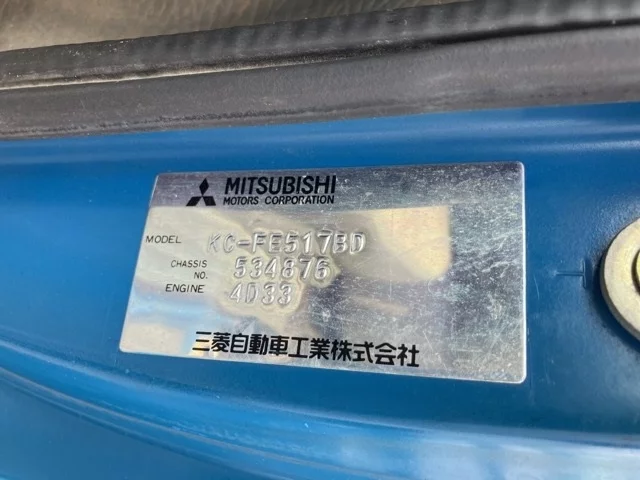 MITSUBISHI
MOTORS CORPORATION
MODEL KC-FE517BD
CHASSIS NO. 534876
ENGINE 4D33
三菱自動車工業株式会社